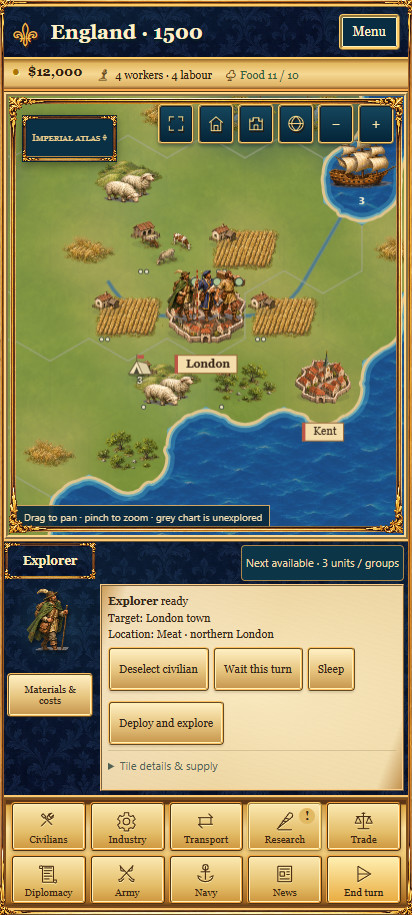 England · 1500
Menu
$12,000
4 workers · 4 labour
Food 11 / 10
IMPERIAL ATLAS
−
+
3
London
3
Kent
Drag to pan · pinch to zoom · grey chart is unexplored
Explorer
Next available · 3 units / groups
Explorer ready
Target: London town
Location: Meat · northern London
Deselect civilian
Wait this turn
Sleep
Materials &
costs
Deploy and explore
Tile details & supply
Civilians
Industry
Transport
Research
!
Trade
Diplomacy
Army
Navy
News
End turn